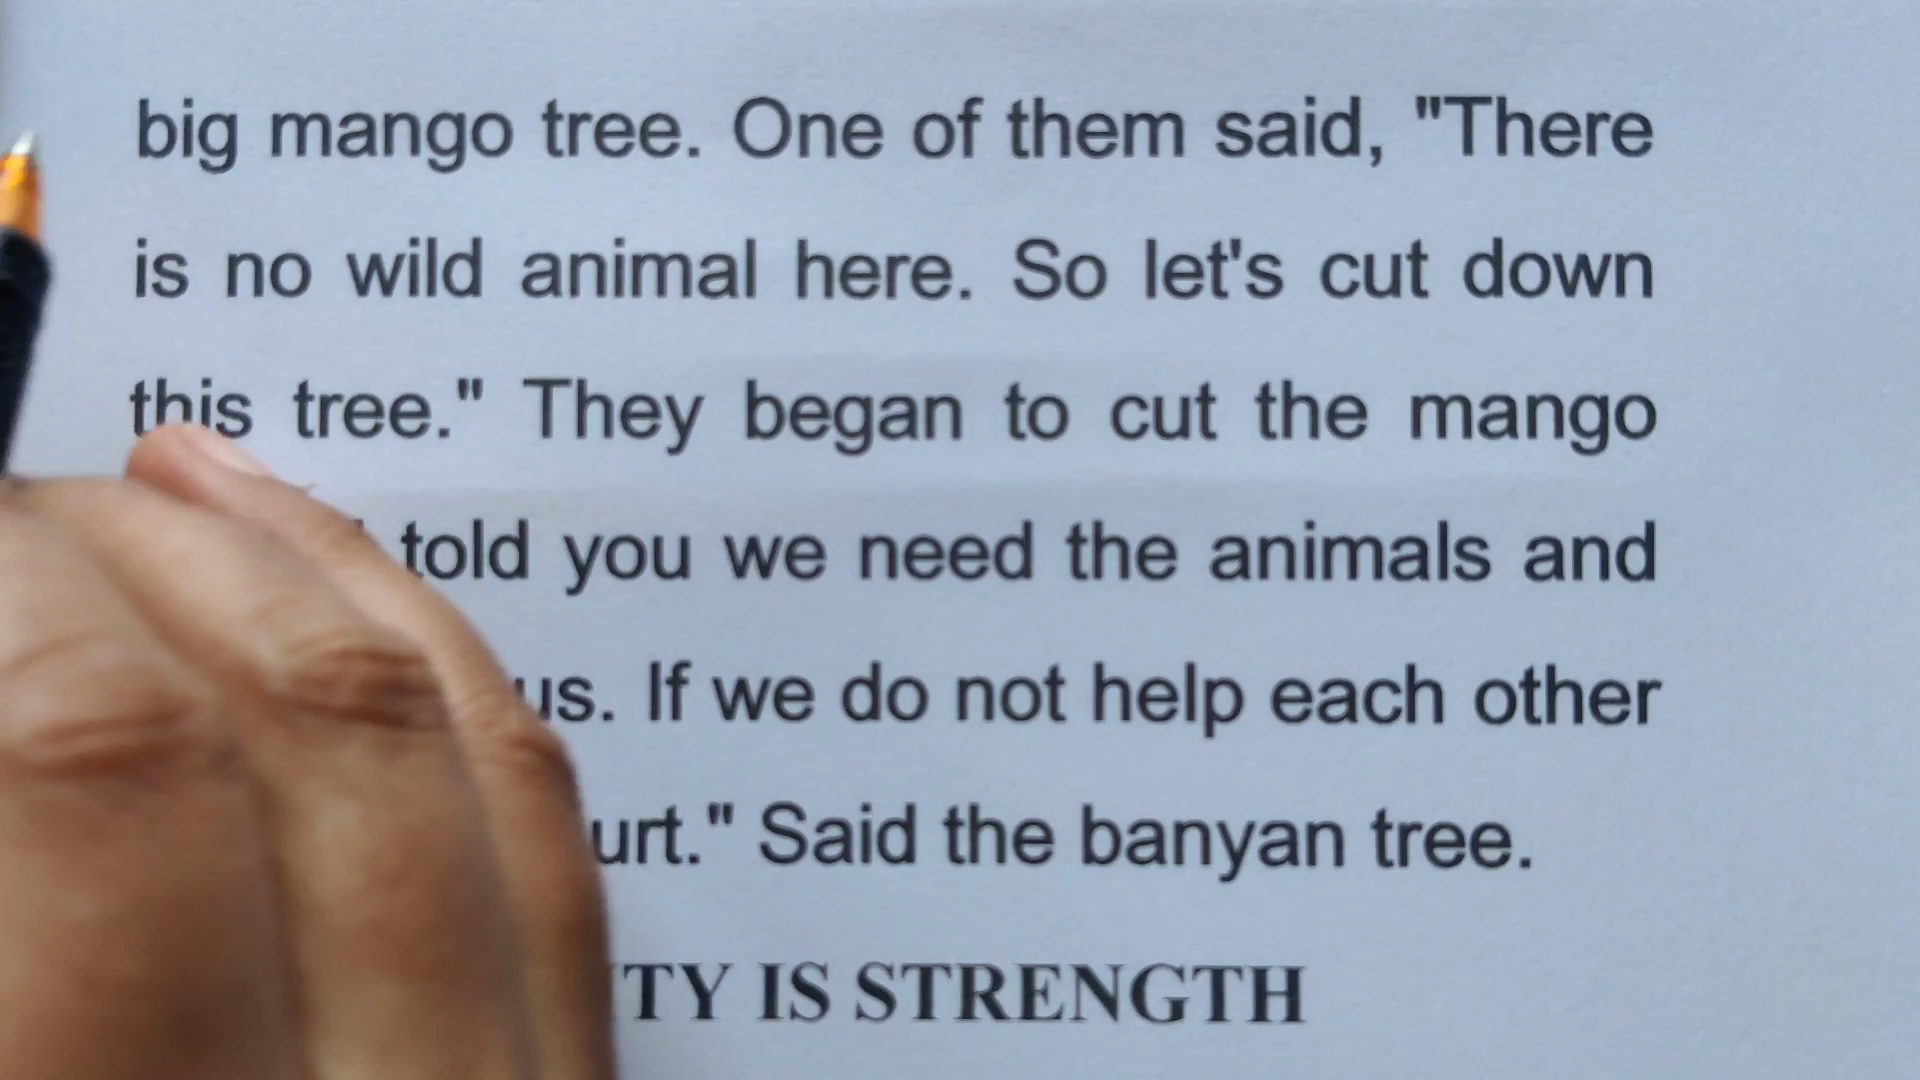 big mango tree. One of them said, "There
is no wild animal here. So let's cut down
this tree." They began to cut the mango
told you we need the animals and
us. If we do not help each other
Said the banyan tree.
IS STRENGTH